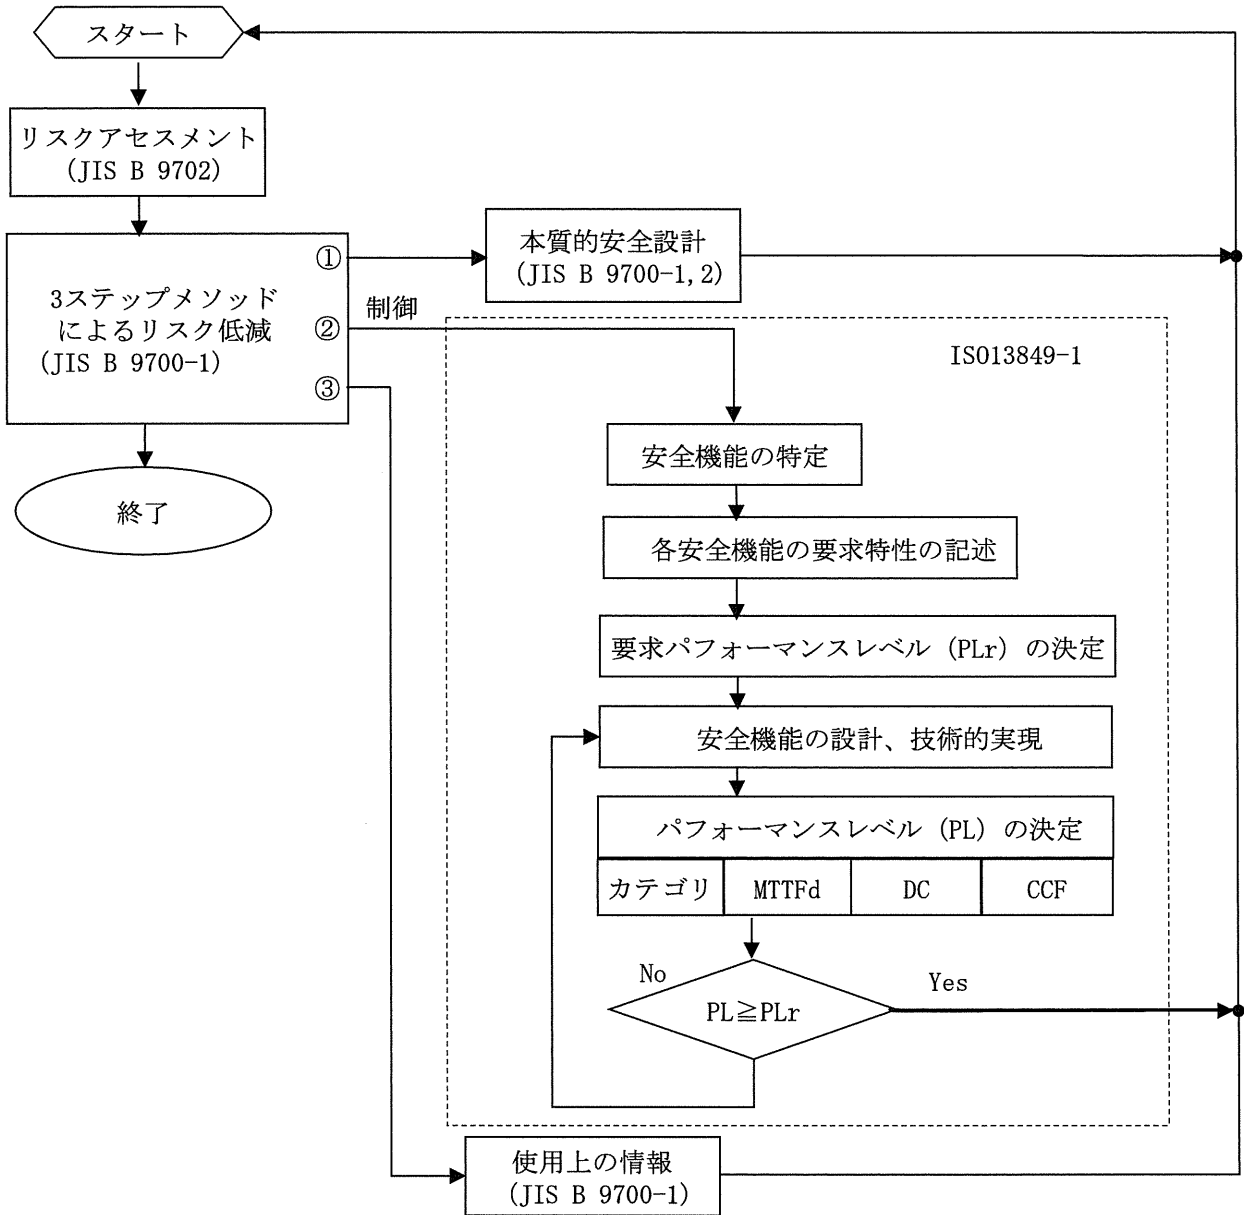 スタート
リスクアセスメント
(JIS B 9702)
3ステップメソッド
によるリスク低減
(JIS B 9700-1)
①
②
③
終了
本質的安全設計
(JIS B 9700-1,2)
制御
ISO13849-1
安全機能の特定
各安全機能の要求特性の記述
要求パフォーマンスレベル (PLr) の決定
安全機能の設計、技術的実現
パフォーマンスレベル (PL) の決定
カテゴリ MTTFd DC CCF
No
Yes
PL≧PLr
使用上の情報
(JIS B 9700-1)